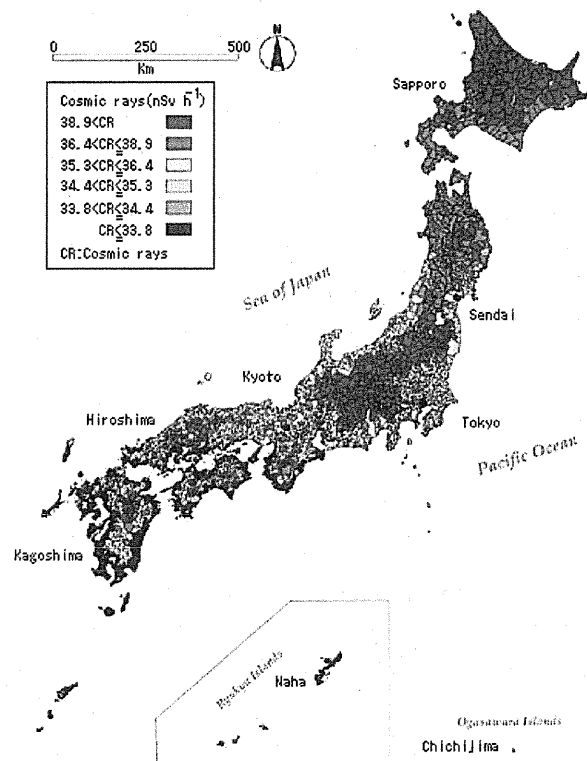 0 250 500
Km
N
Cosmic rays(nSv h⁻¹)
38.9<CR
36.4<CR≦38.9
35.3<CR≦36.4
34.4<CR≦35.3
33.8<CR≦34.4
CR≦33.8
CR:Cosmic rays
Sapporo
Sea of Japan
Sendai
Kyoto
Hiroshima
Tokyo
Pacific Ocean
Kagoshima
Ryukyu Islands
Naha
Ogasawara Islands
Chichijima